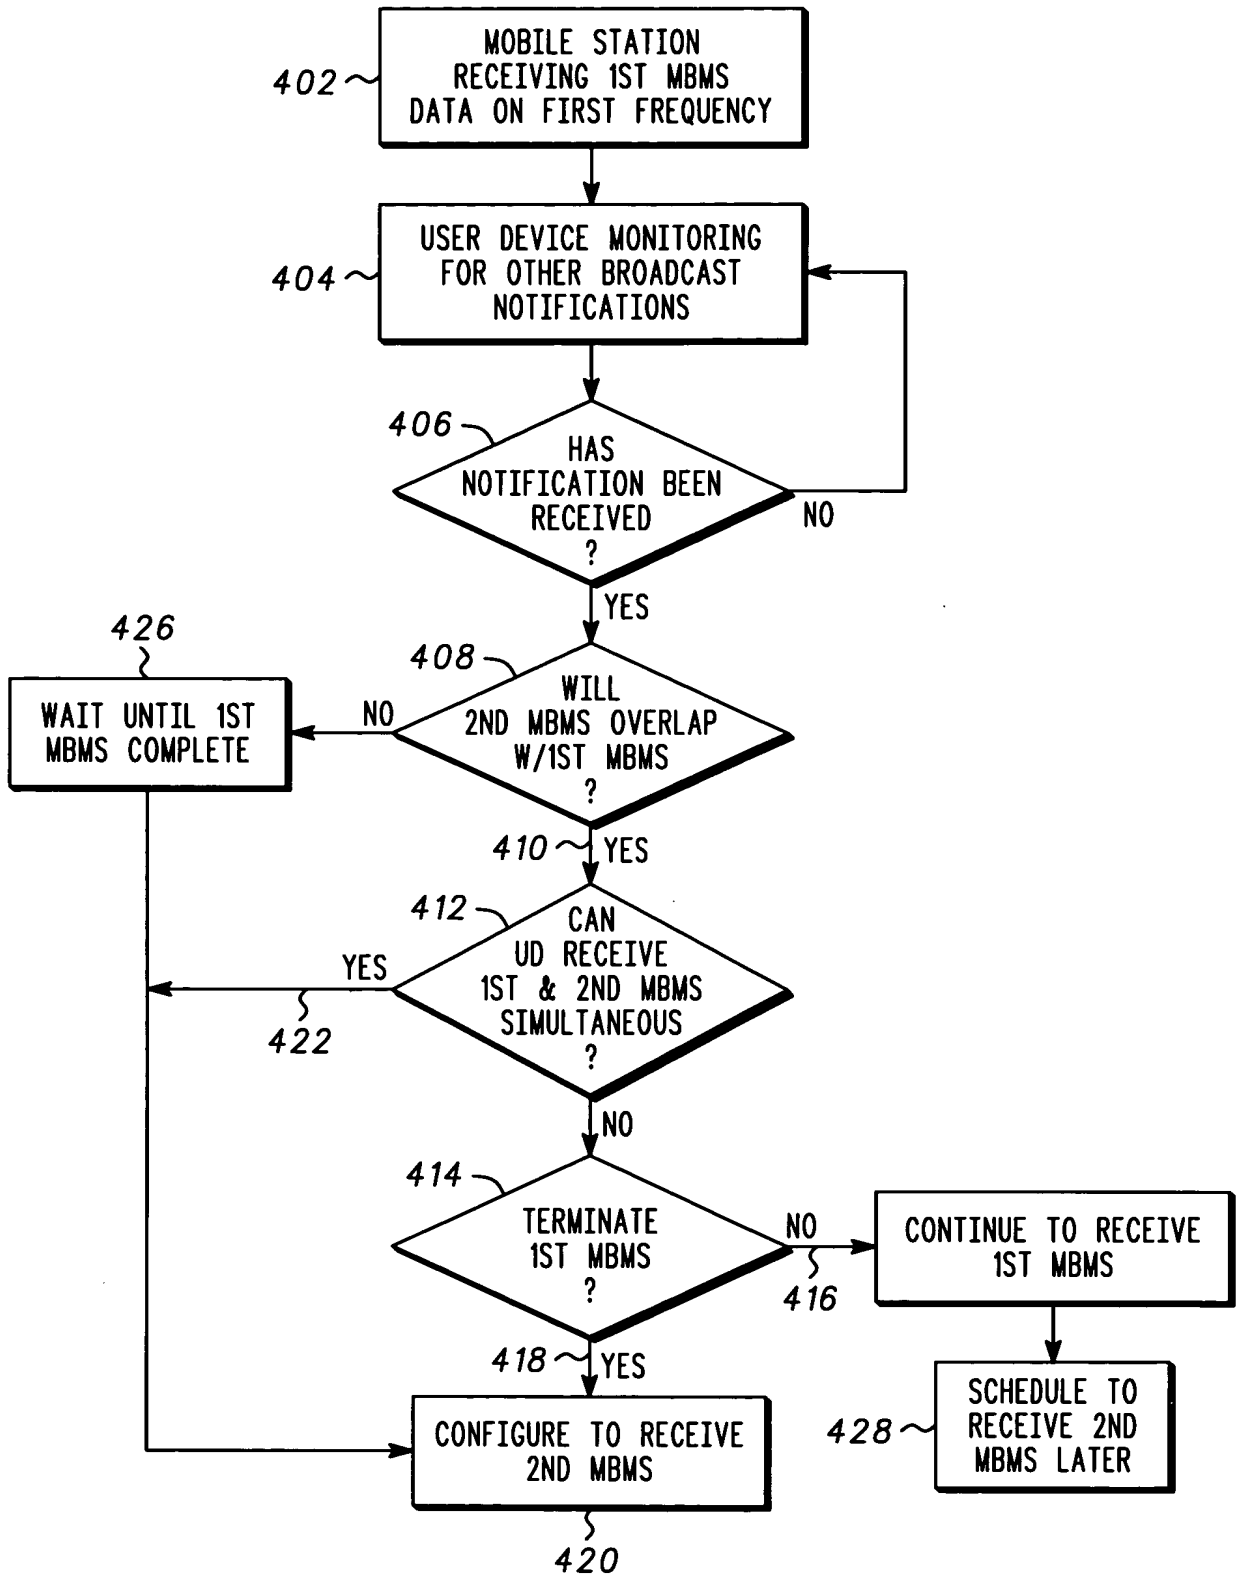 MOBILE STATION
RECEIVING 1ST MBMS
DATA ON FIRST FREQUENCY
402
USER DEVICE MONITORING
FOR OTHER BROADCAST
NOTIFICATIONS
404
406
HAS
NOTIFICATION BEEN
RECEIVED
?
NO
YES
426
408
WILL
2ND MBMS OVERLAP
W/1ST MBMS
?
NO
WAIT UNTIL 1ST
MBMS COMPLETE
410
YES
412
CAN
UD RECEIVE
1ST & 2ND MBMS
SIMULTANEOUS
?
YES
422
NO
414
TERMINATE
1ST MBMS
?
NO
416
CONTINUE TO RECEIVE
1ST MBMS
418
YES
SCHEDULE TO
RECEIVE 2ND
MBMS LATER
428
CONFIGURE TO RECEIVE
2ND MBMS
420